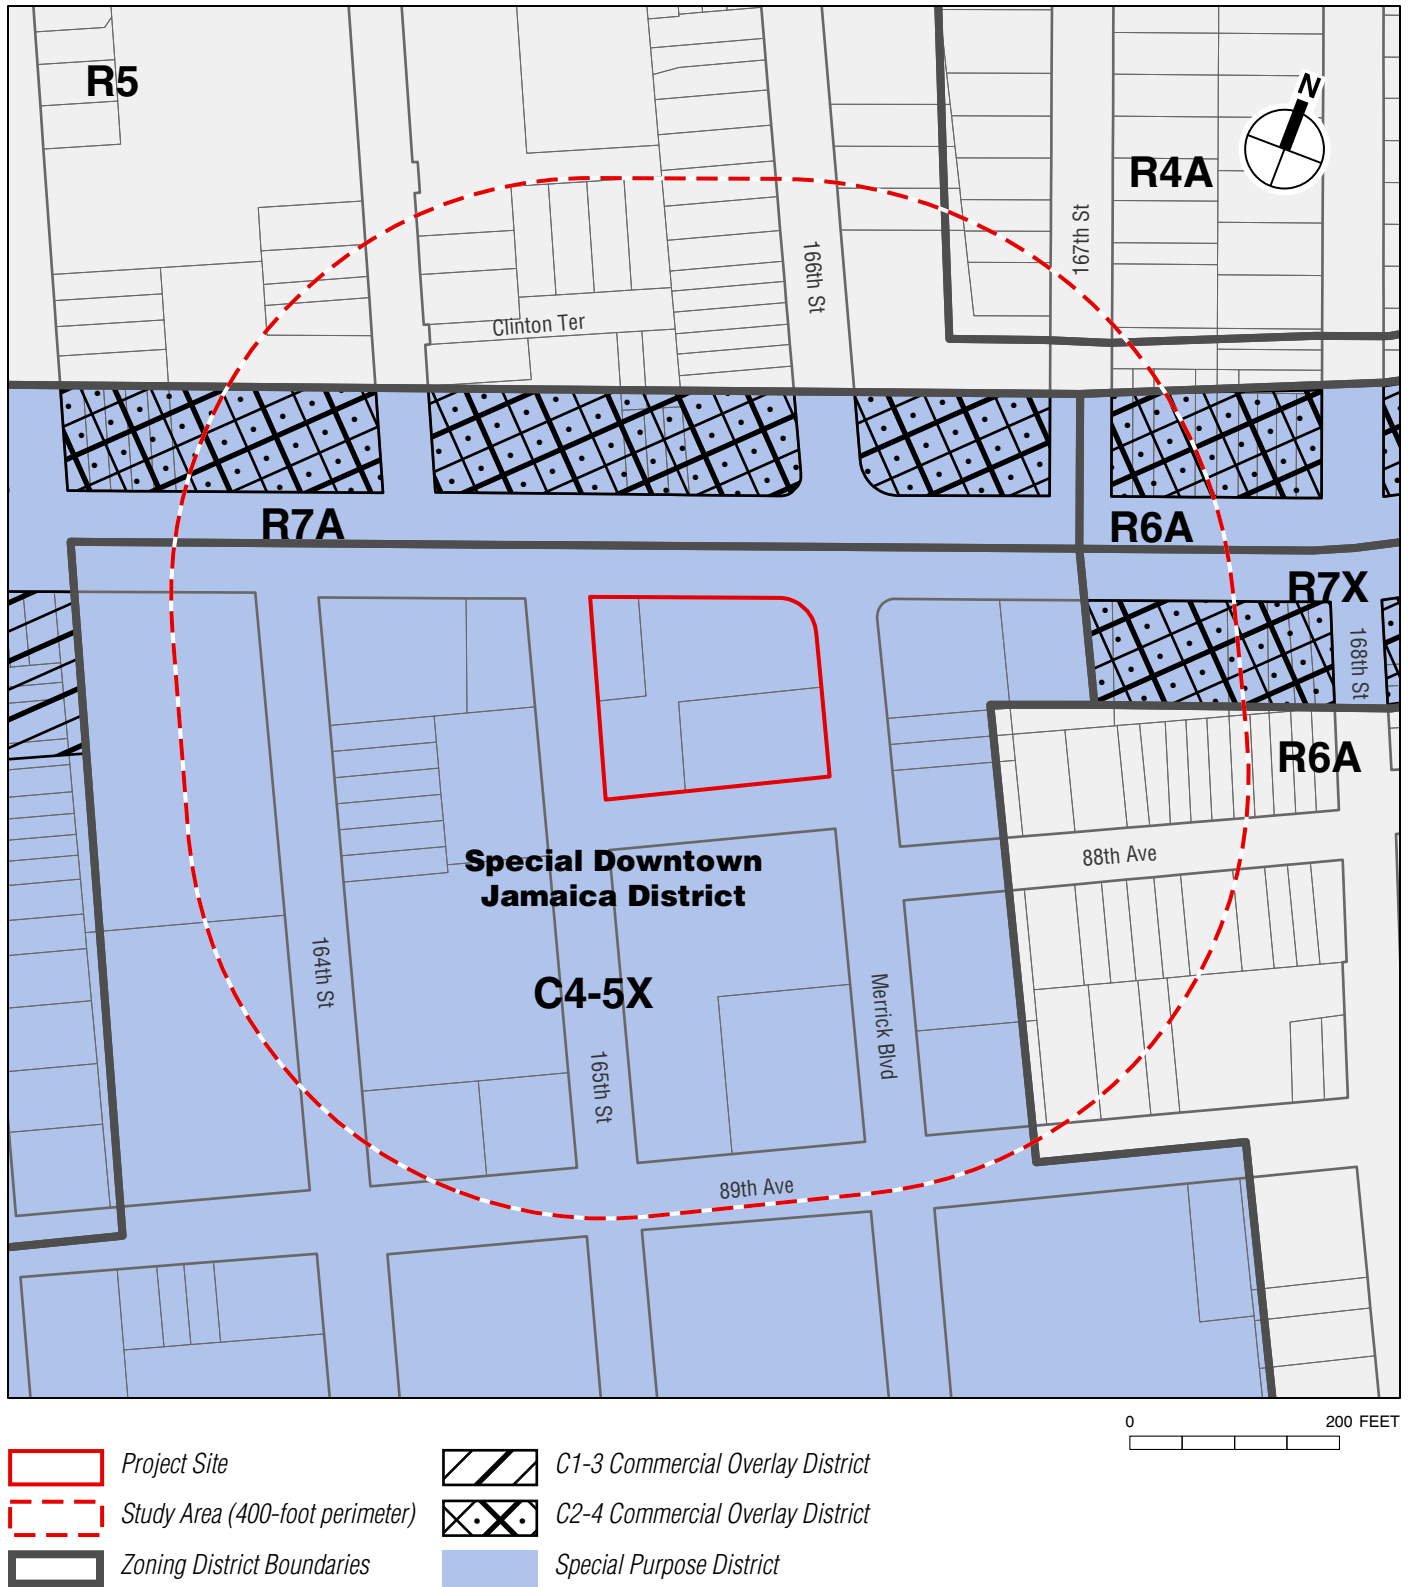 R5
N
R4A
166th St
167th St
Clinton Ter
R7A
R6A
R7X
168th St
R6A
88th Ave
Special Downtown
Jamaica District
164th St
C4-5X
Merrick Blvd
165th St
89th Ave
0 200 FEET
Project Site
C1-3 Commercial Overlay District
Study Area (400-foot perimeter)
C2-4 Commercial Overlay District
Zoning District Boundaries
Special Purpose District